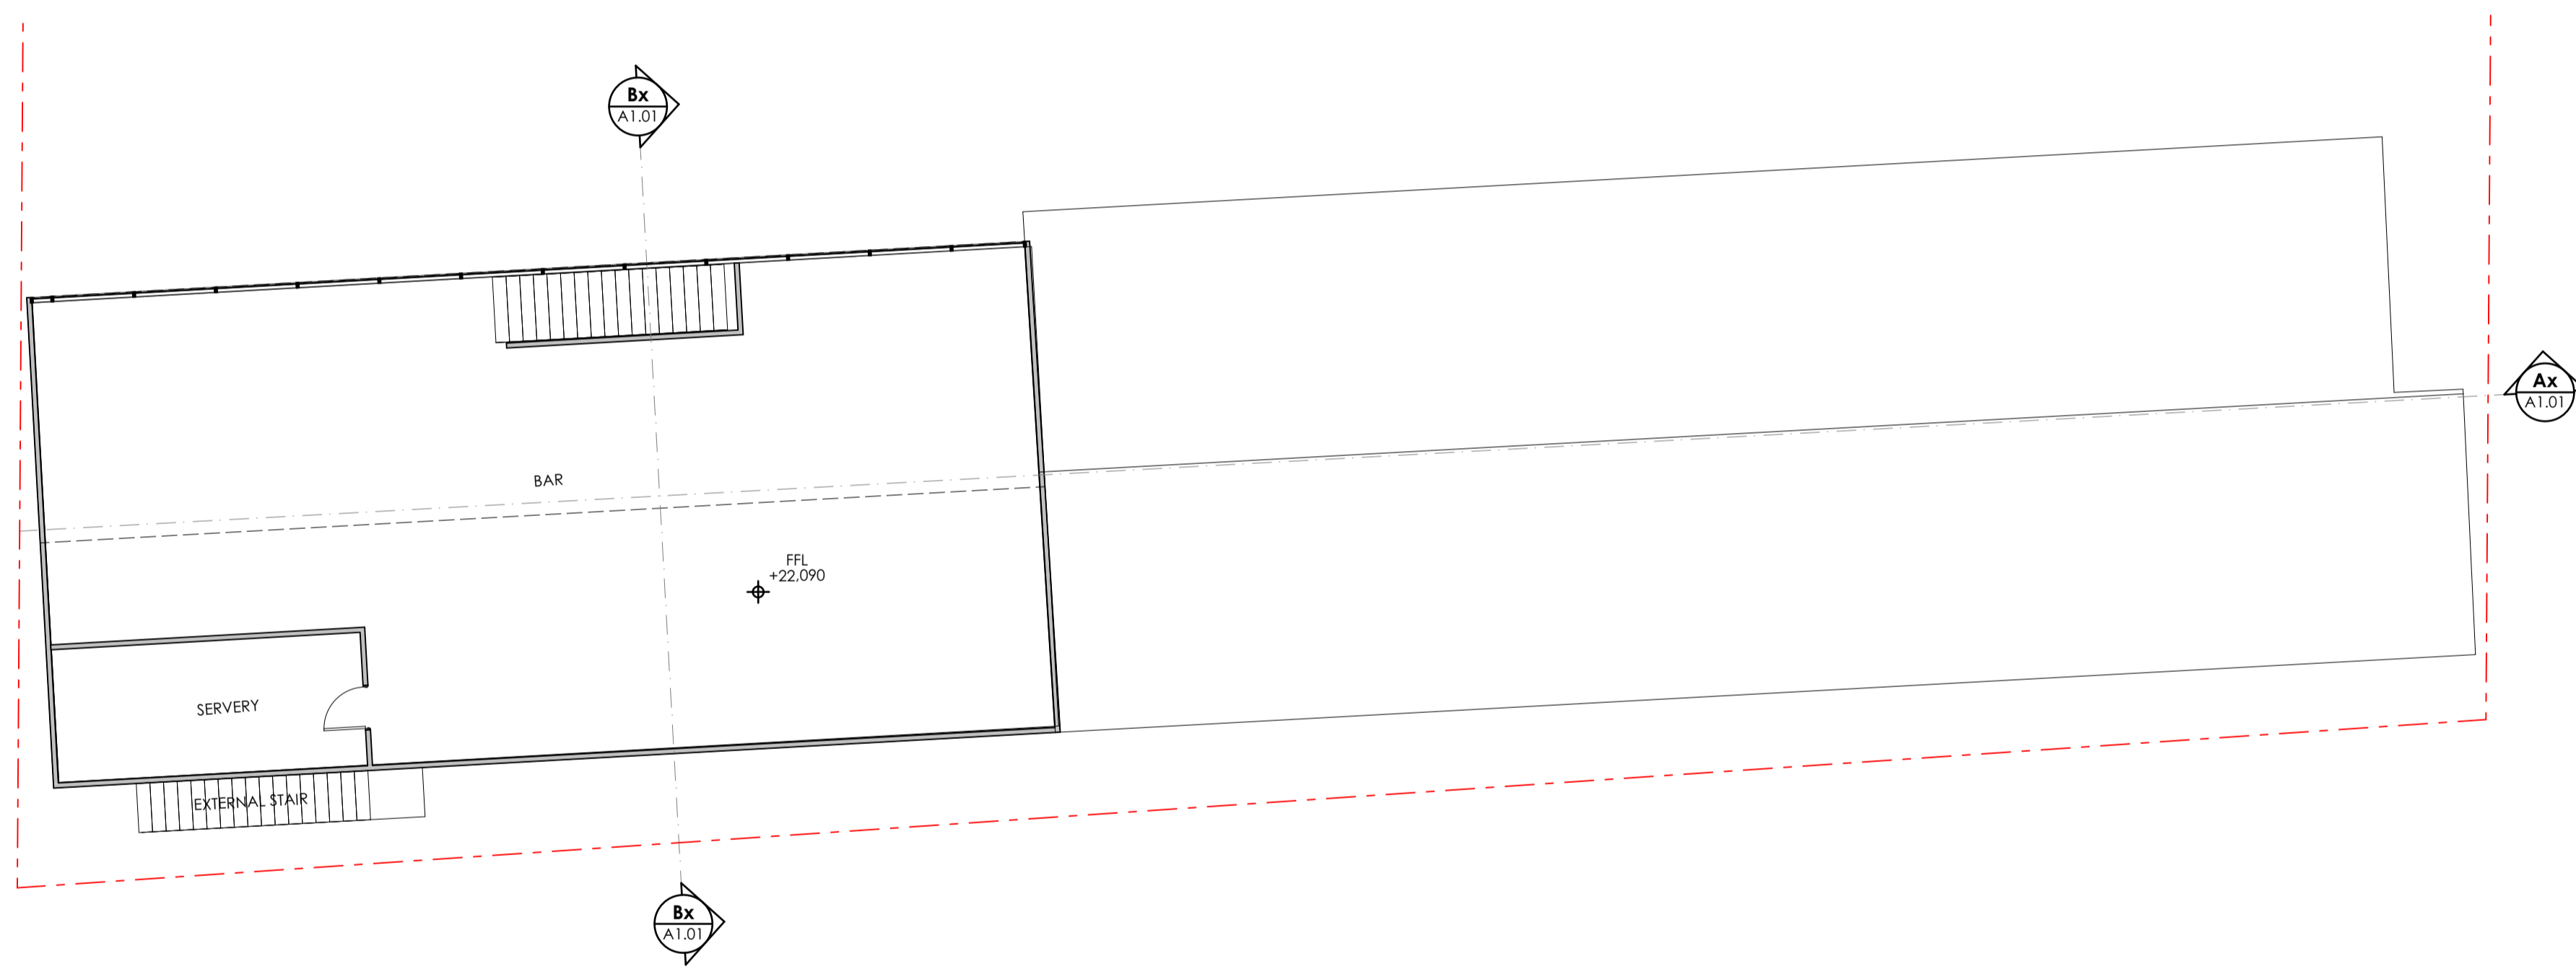 Bx
A1.01
Ax
A1.01
BAR
FFL
+22,090
SERVERY
EXTERNAL STAIR
Bx
A1.01